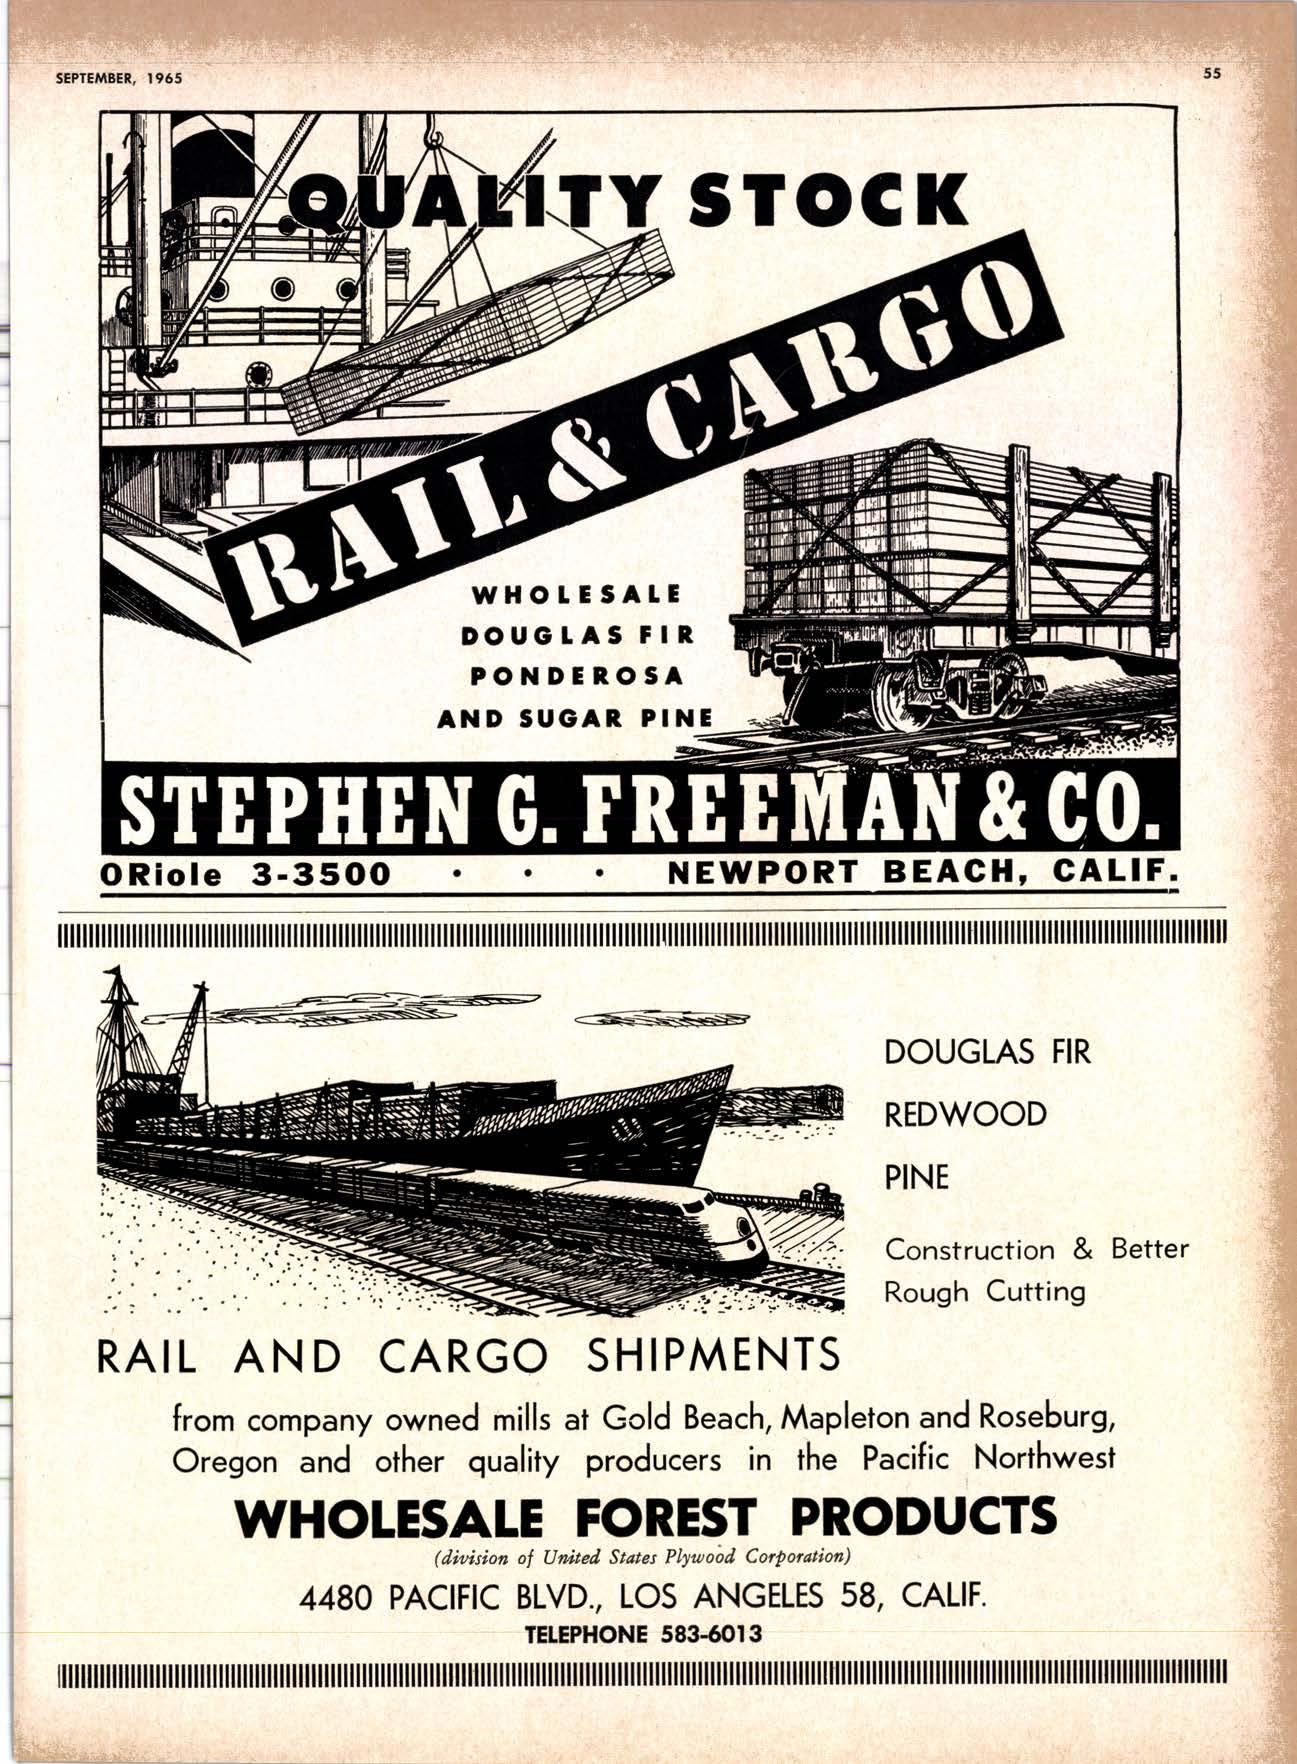 SEPTEMBER, 1965
55
QUALITY STOCK
RAIL & CARGO
WHOLESALE
DOUGLAS FIR
PONDEROSA
AND SUGAR PINE
STEPHEN G. FREEMAN & CO.
ORiole 3-3500 • • • NEWPORT BEACH, CALIF.
DOUGLAS FIR
REDWOOD
PINE
Construction & Better
Rough Cutting
RAIL AND CARGO SHIPMENTS
from company owned mills at Gold Beach, Mapleton and Roseburg,
Oregon and other quality producers in the Pacific Northwest
WHOLESALE FOREST PRODUCTS
(division of United States Plywood Corporation)
4480 PACIFIC BLVD., LOS ANGELES 58, CALIF.
TELEPHONE 583-6013